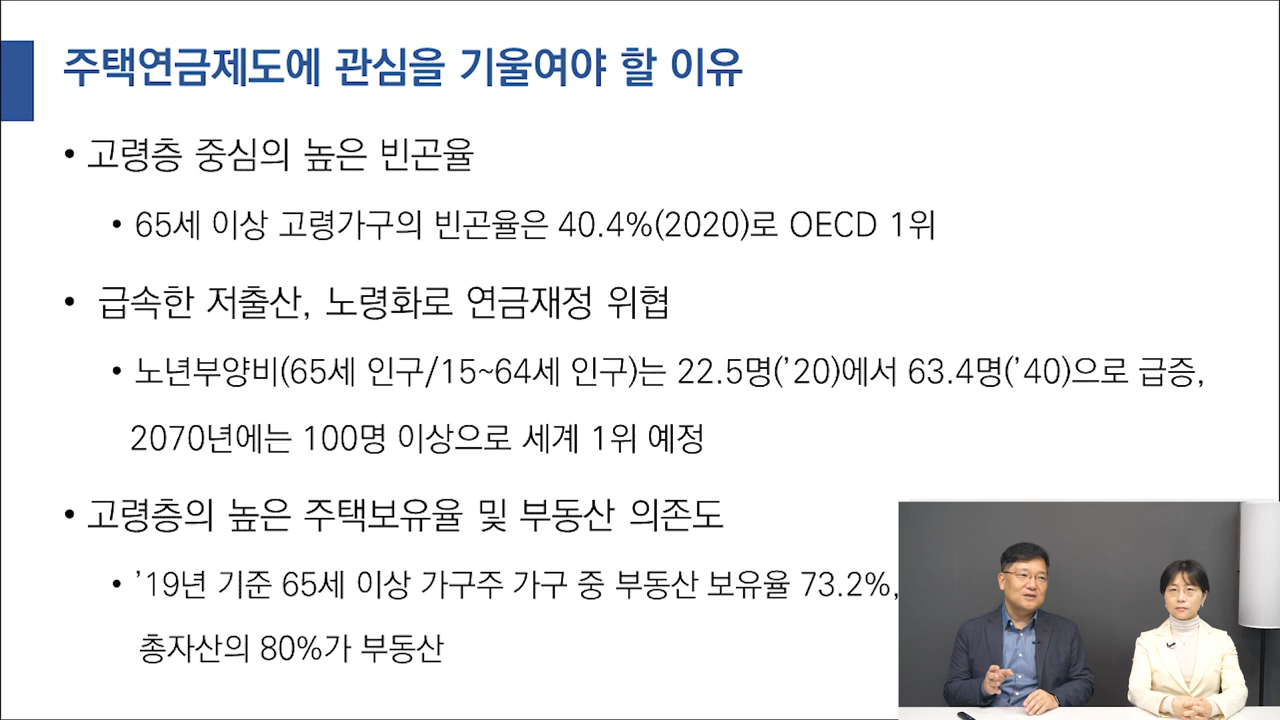 주택연금제도에 관심을 기울여야 할 이유
• 고령층 중심의 높은 빈곤율
• 65세 이상 고령가구의 빈곤율은 40.4%(2020)로 OECD 1위
• 급속한 저출산, 노령화로 연금재정 위협
• 노년부양비(65세 인구/15~64세 인구)는 22.5명(’20)에서 63.4명(’40)으로 급증,
2070년에는 100명 이상으로 세계 1위 예정
• 고령층의 높은 주택보유율 및 부동산 의존도
• ’19년 기준 65세 이상 가구주 가구 중 부동산 보유율 73.2%,
총자산의 80%가 부동산